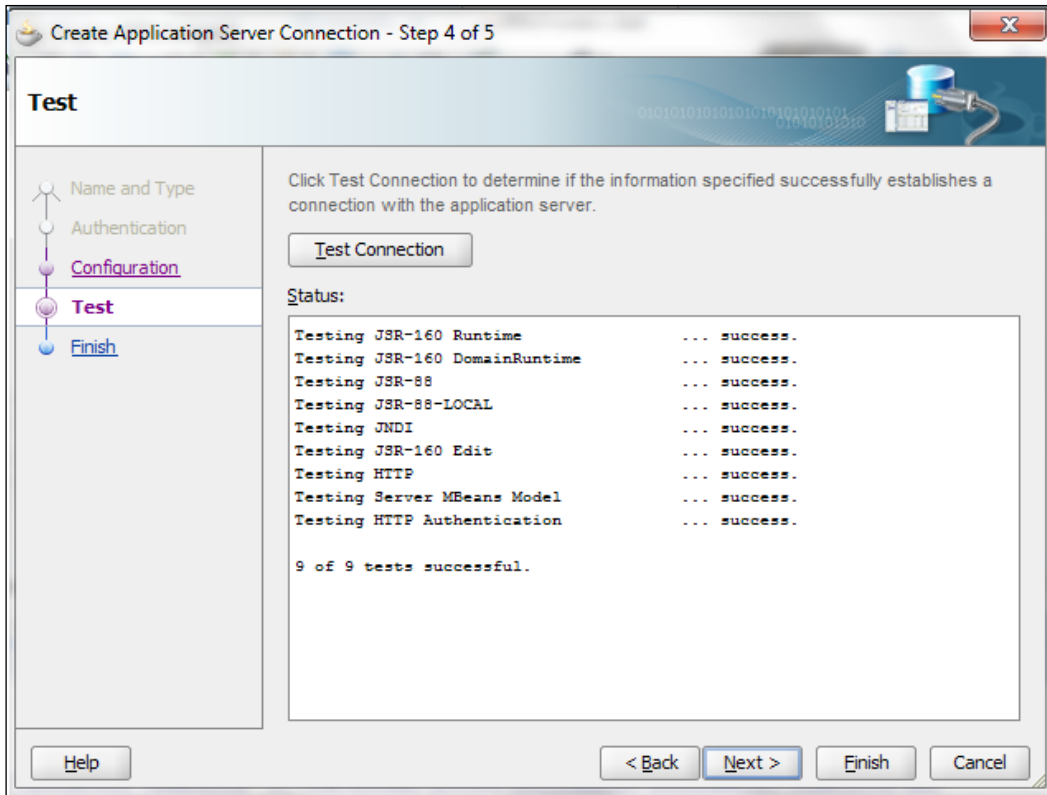 Create Application Server Connection - Step 4 of 5
Test
Name and Type
Authentication
Configuration
Test
Finish
Click Test Connection to determine if the information specified successfully establishes a
connection with the application server.
Test Connection
Status:
Testing JSR-160 Runtime ... success.
Testing JSR-160 DomainRuntime ... success.
Testing JSR-88 ... success.
Testing JSR-88-LOCAL ... success.
Testing JNDI ... success.
Testing JSR-160 Edit ... success.
Testing HTTP ... success.
Testing Server MBeans Model ... success.
Testing HTTP Authentication ... success.
9 of 9 tests successful.
Help
< Back
Next >
Finish
Cancel